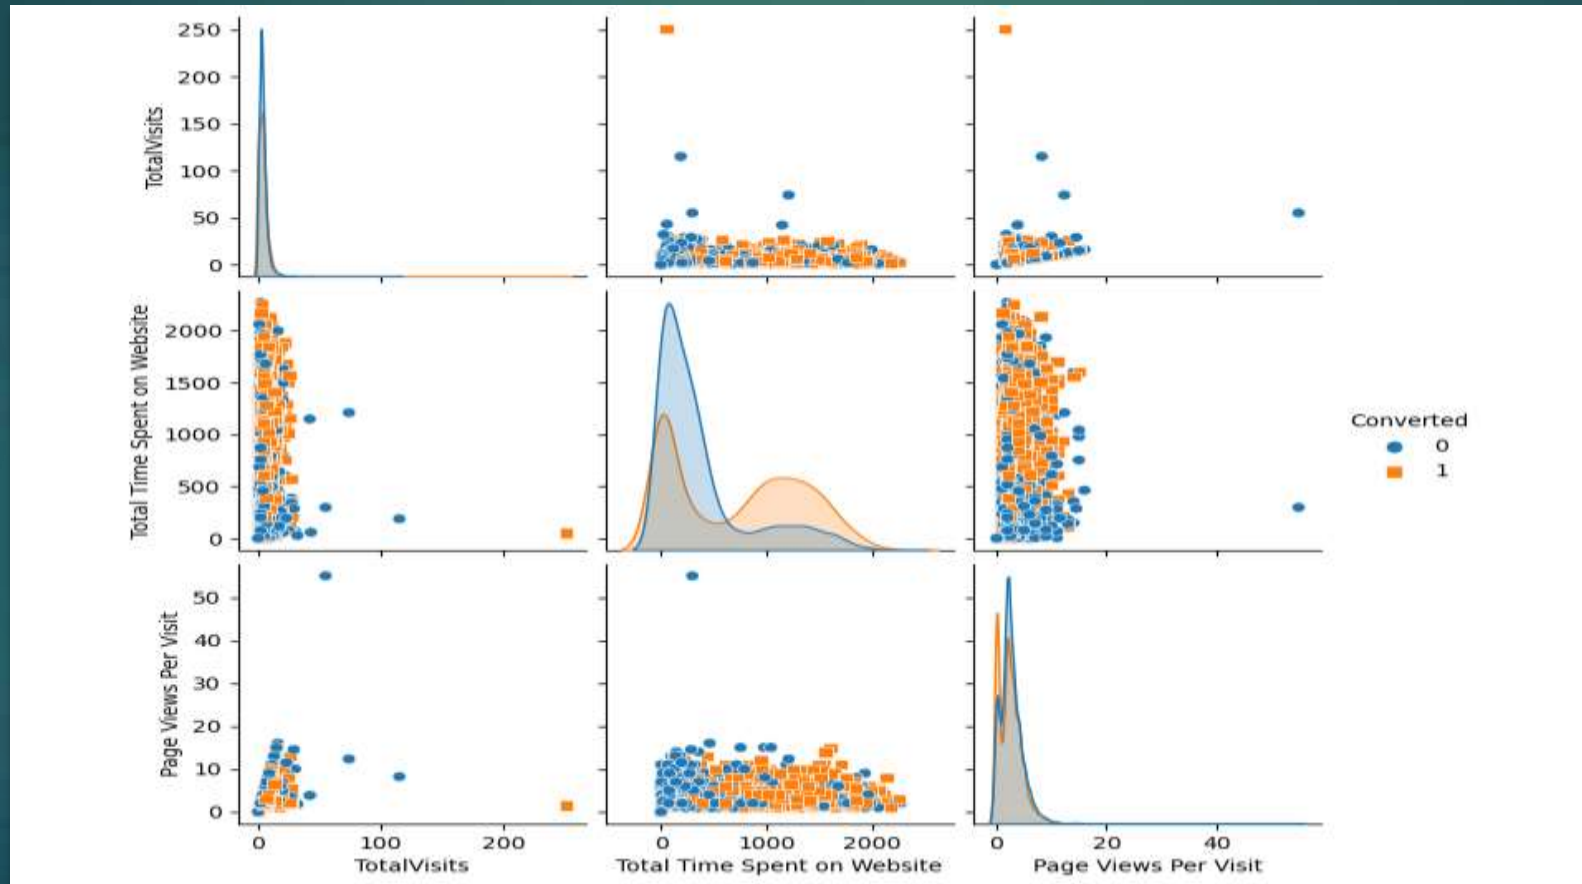 250
200
150
100
50
0
TotalVisits
2000
1500
1000
500
0
Total Time Spent on Website
Converted
0
1
50
40
30
20
10
0
Page Views Per Visit
0 100 200
TotalVisits
0 1000 2000
Total Time Spent on Website
0 20 40
Page Views Per Visit